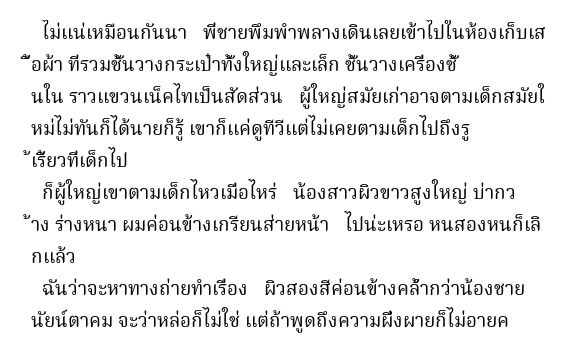 ไม่แน่เหมือนกันนา พี่ชายพึมพำพลางเดินเลยเข้าไปในห้องเก็บเส
ื้อผ้า ที่รวมชั้นวางกระเป๋าทั้งใหญ่และเล็ก ชั้นวางเครื่องชั้
นใน ราวแขวนเน็คไทเป็นสัดส่วน ผู้ใหญ่สมัยเก่าอาจตามเด็กสมัยใ
หม่ไม่ทันก็ได้นายก็รู้ เขาก็แค่ดูทีวีแต่ไม่เคยตามเด็กไปถึงรู
้เรี้ยวที่เด็กไป
ก็ผู้ใหญ่เขาตามเด็กไหวเมื่อไหร่ น้องสาวผิวขาวสูงใหญ่ บ่ากว
้าง ร่างหนา ผมค่อนข้างเกรียนส่ายหน้า ไปน่ะเหรอ หนสองหนก็เลิ
กแล้ว
ฉันว่าจะหาทางถ่ายทำเรื่อง ผิวสองสีค่อนข้างคล้ำกว่าน้องชาย
นัยน์ตาคม จะว่าหล่อก็ไม่ใช่ แต่ถ้าพูดถึงความผึ่งผายก็ไม่อายค